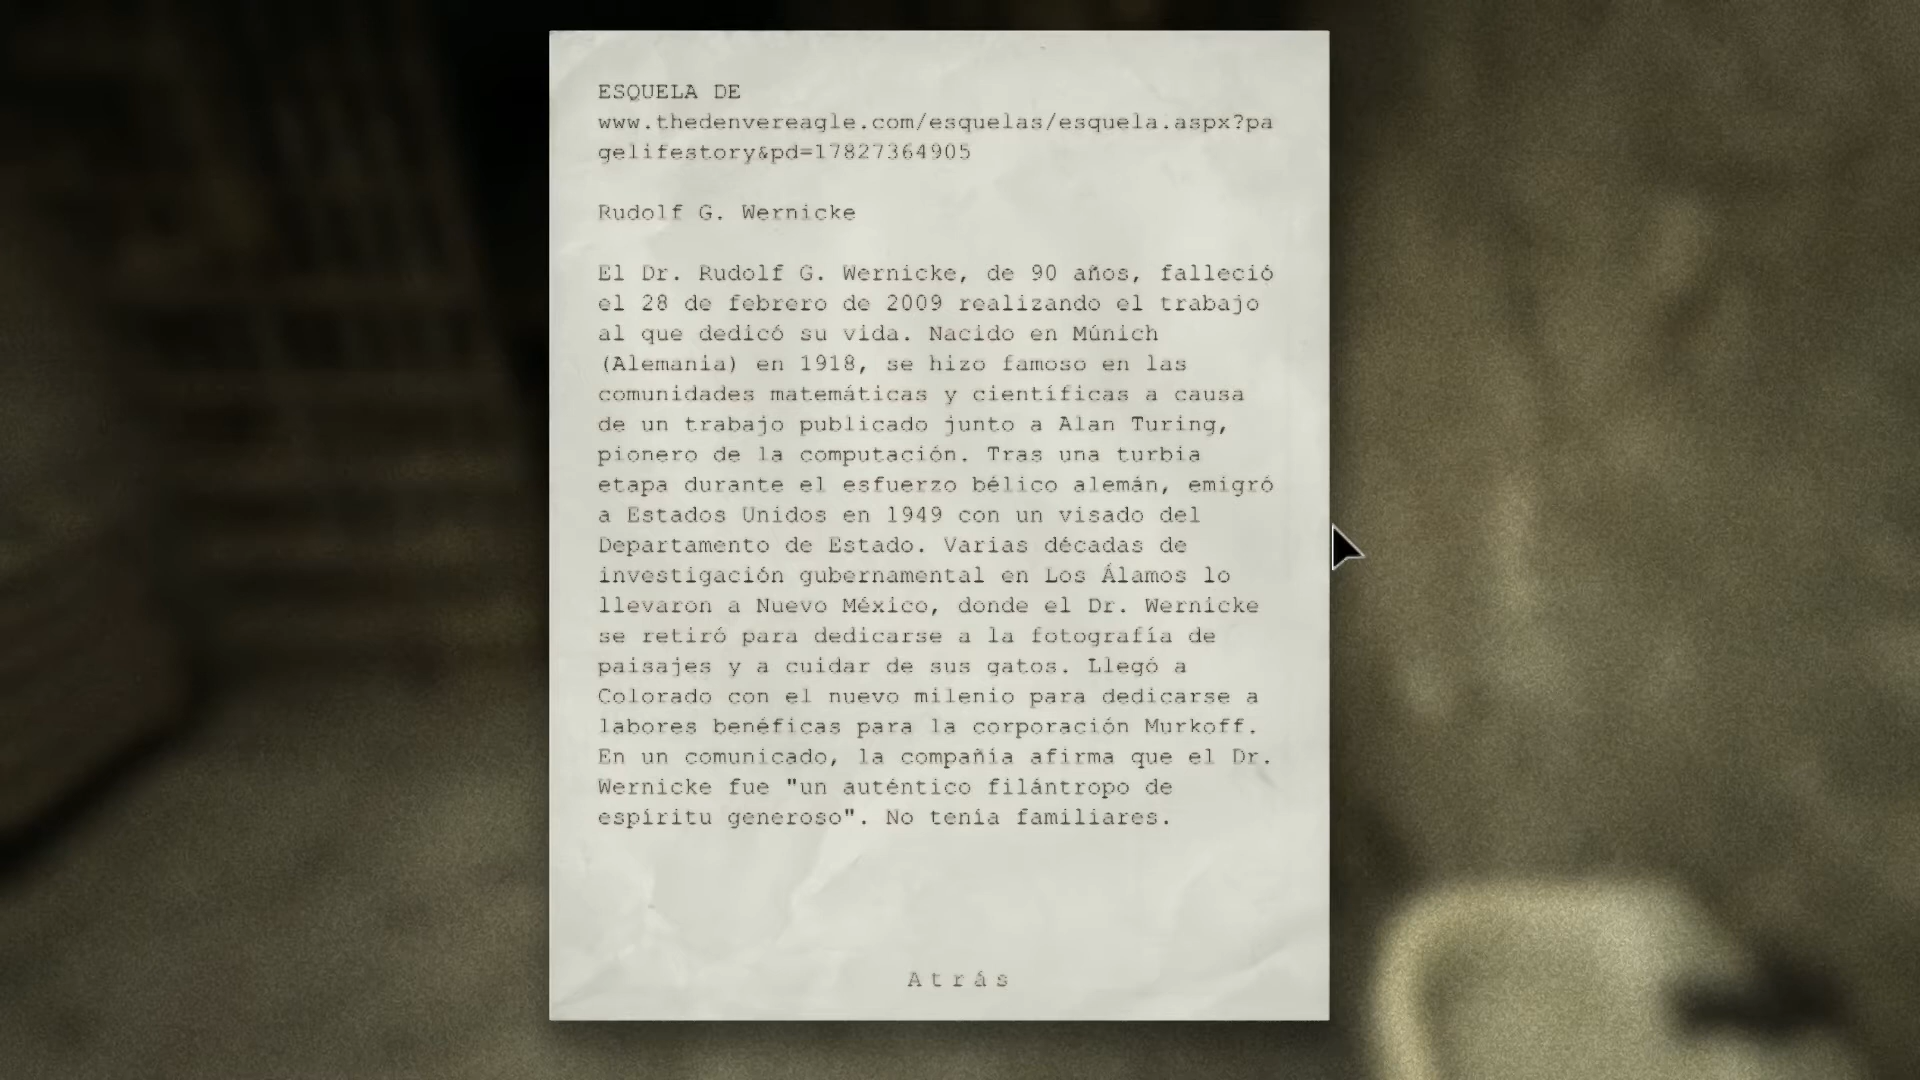 ESQUELA DE
www.thedenvereagle.com/esquelas/esquela.aspx?pa
gelifestory&pd=17827364905
Rudolf G. Wernicke
El Dr. Rudolf G. Wernicke, de 90 años, falleció
el 28 de febrero de 2009 realizando el trabajo
al que dedicó su vida. Nacido en Múnich
(Alemania) en 1918, se hizo famoso en las
comunidades matemáticas y científicas a causa
de un trabajo publicado junto a Alan Turing,
pionero de la computación. Tras una turbia
etapa durante el esfuerzo bélico alemán, emigró
a Estados Unidos en 1949 con un visado del
Departamento de Estado. Varias décadas de
investigación gubernamental en Los Álamos lo
llevaron a Nuevo México, donde el Dr. Wernicke
se retiró para dedicarse a la fotografía de
paisajes y a cuidar de sus gatos. Llegó a
Colorado con el nuevo milenio para dedicarse a
labores benéficas para la corporación Murkoff.
En un comunicado, la compañía afirma que el Dr.
Wernicke fue "un auténtico filántropo de
espíritu generoso". No tenía familiares.
Atrás